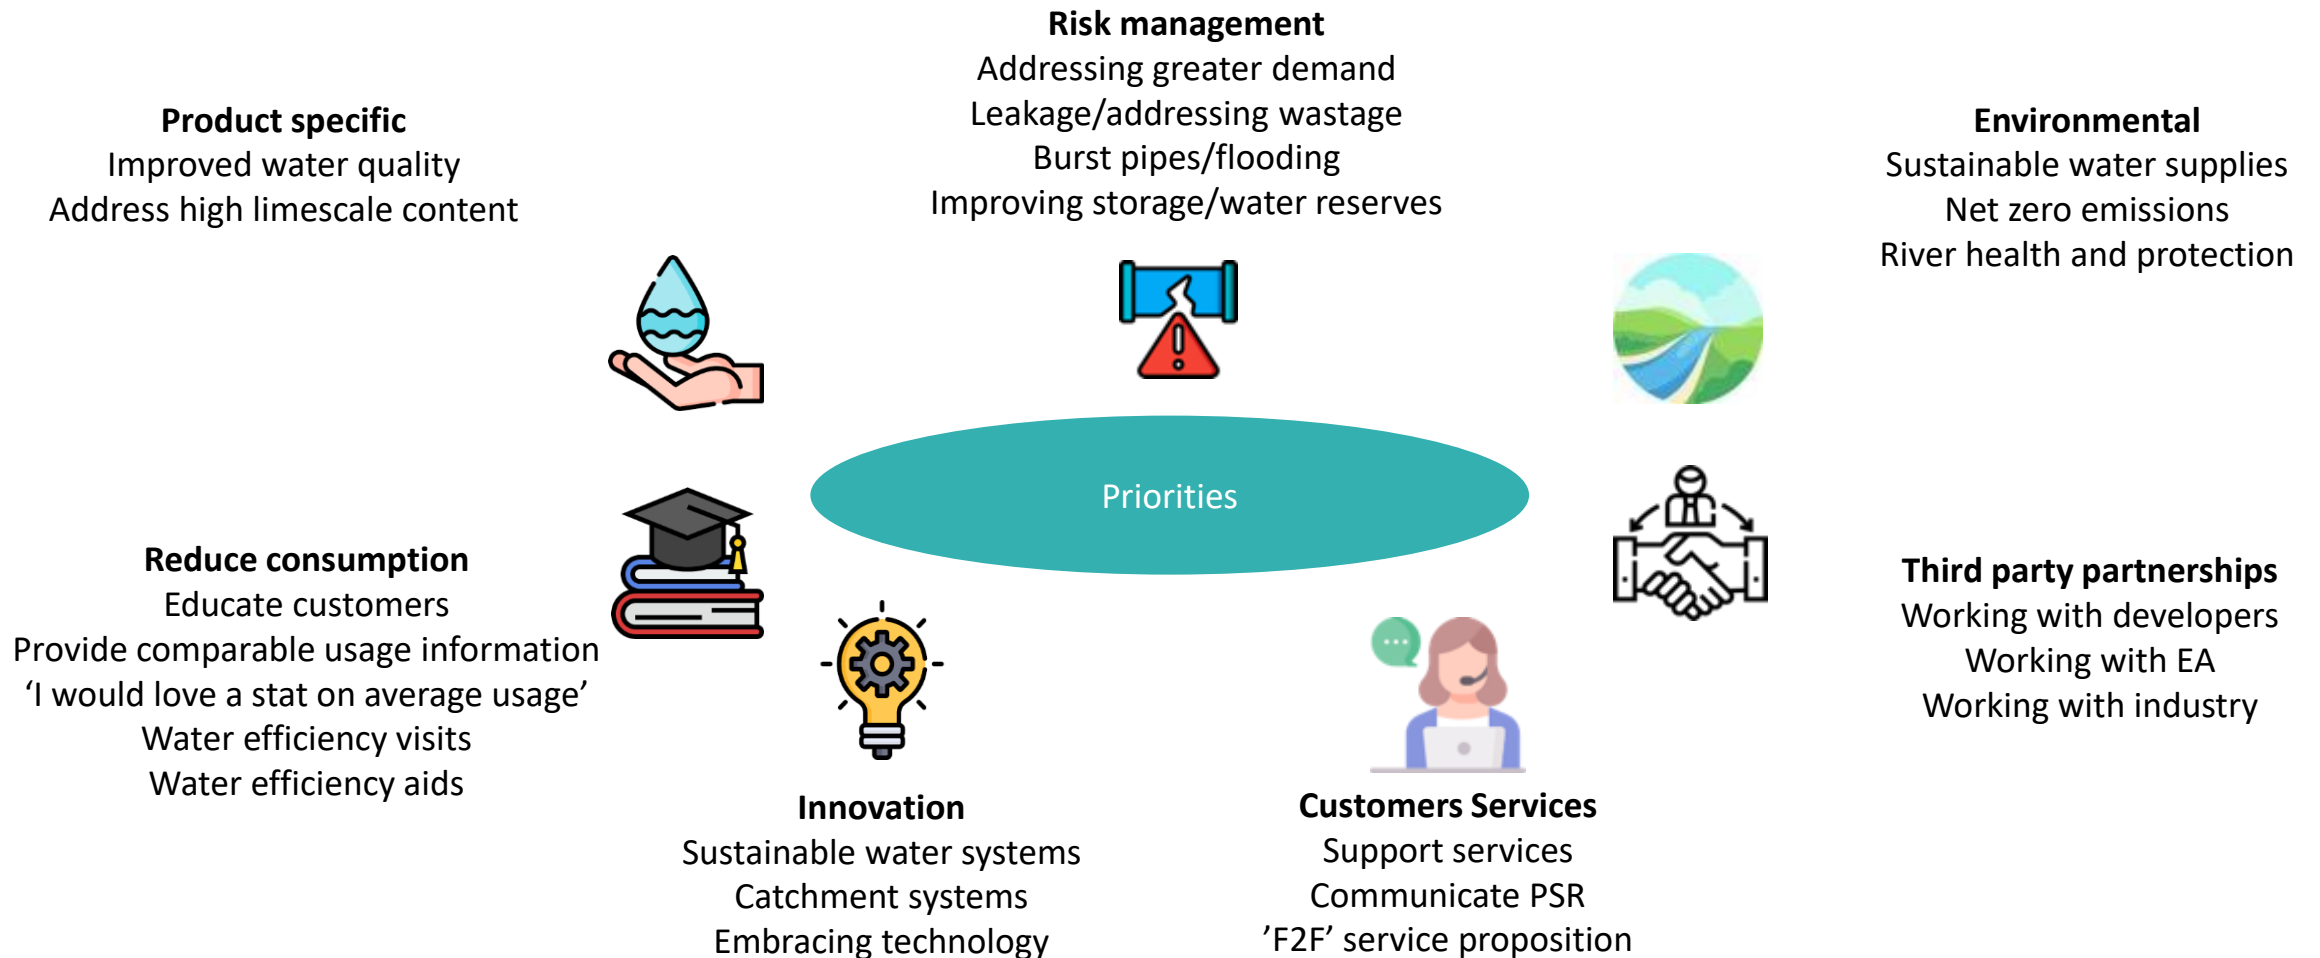 Risk management
Addressing greater demand
Leakage/addressing wastage
Burst pipes/flooding
Improving storage/water reserves
Product specific
Improved water quality
Address high limescale content
Environmental
Sustainable water supplies
Net zero emissions
River health and protection
Priorities
Reduce consumption
Educate customers
Provide comparable usage information
‘I would love a stat on average usage’
Water efficiency visits
Water efficiency aids
Third party partnerships
Working with developers
Working with EA
Working with industry
Innovation
Sustainable water systems
Catchment systems
Embracing technology
Customers Services
Support services
Communicate PSR
’F2F’ service proposition